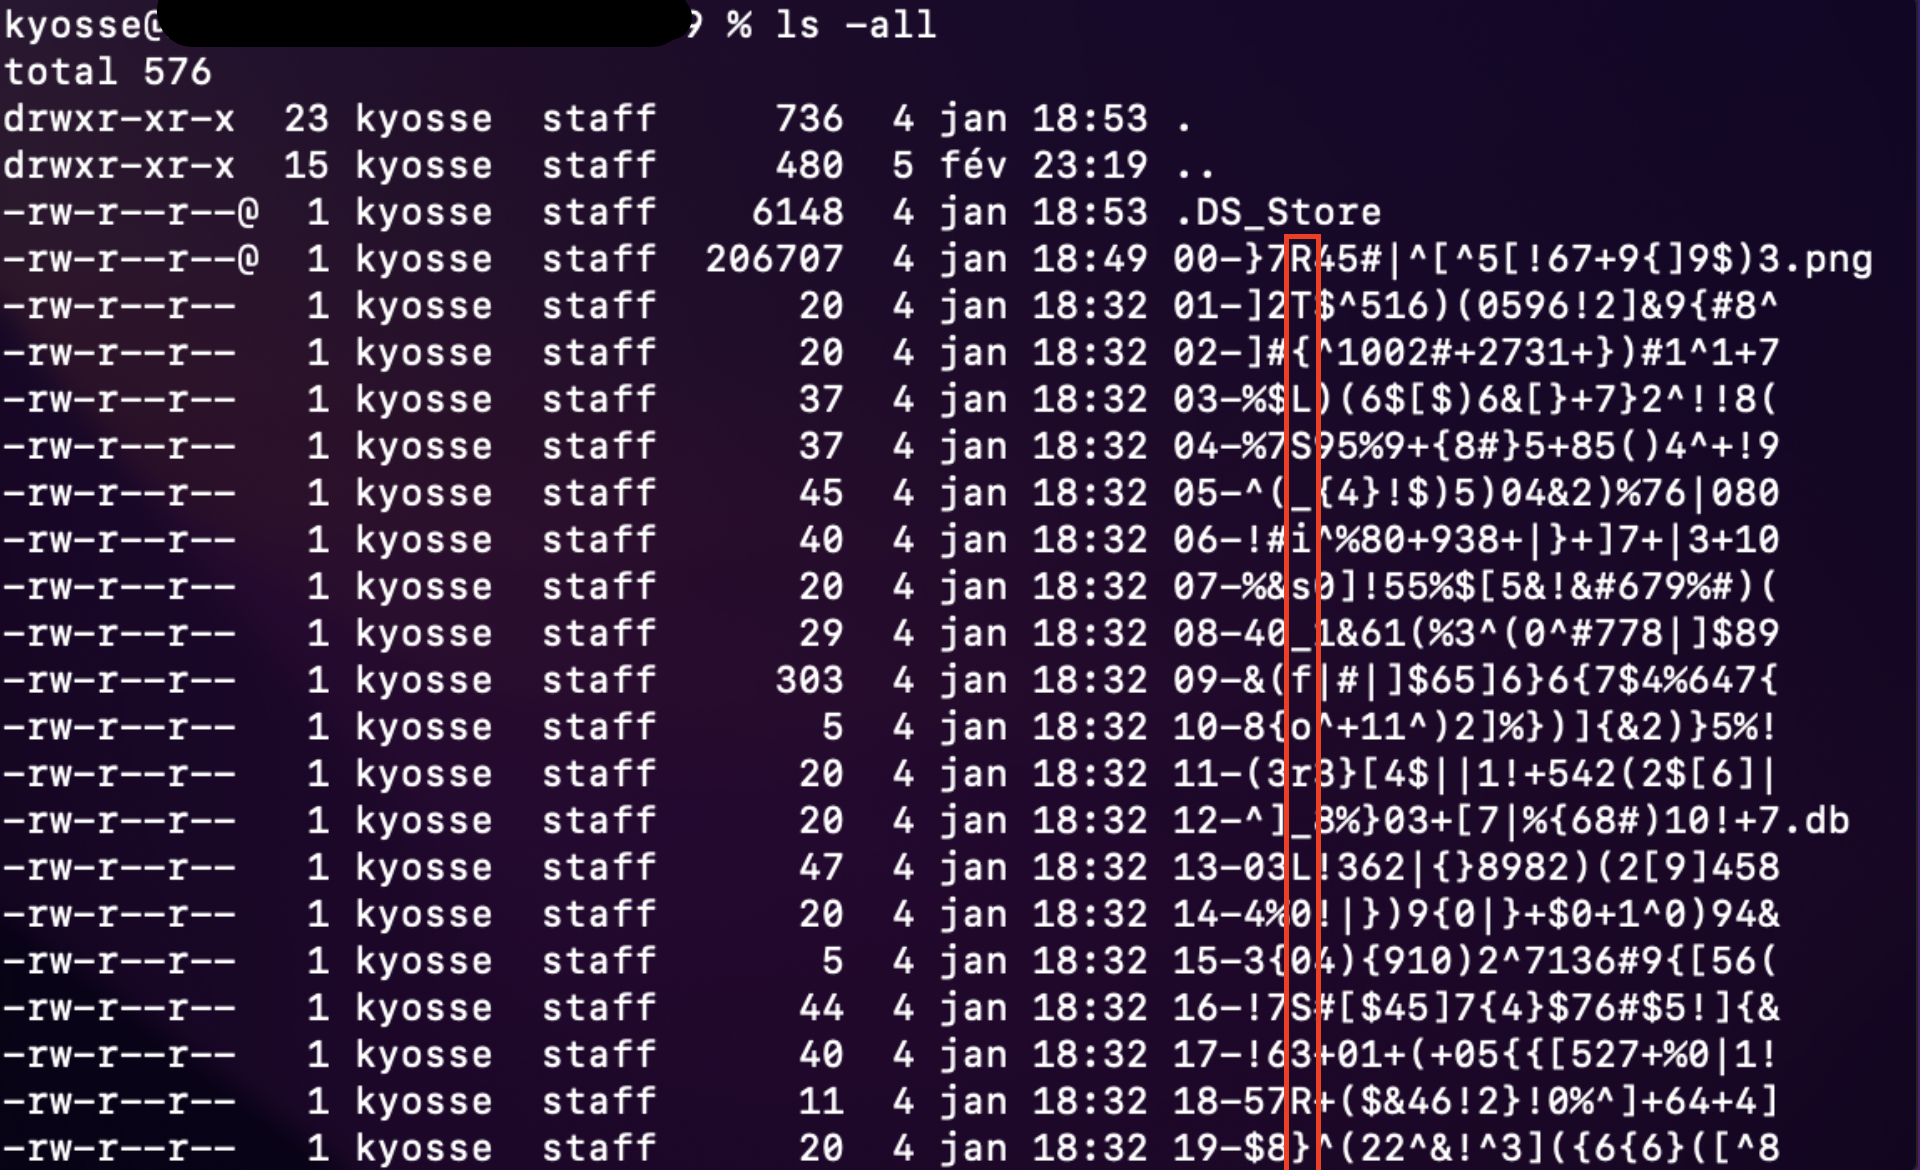 kyosse@ 9 % ls -all
total 576
drwxr-xr-x 23 kyosse staff 736 4 jan 18:53 .
drwxr-xr-x 15 kyosse staff 480 5 fév 23:19 ..
-rw-r--r--@ 1 kyosse staff 6148 4 jan 18:53 .DS_Store
-rw-r--r--@ 1 kyosse staff 206707 4 jan 18:49 00-}7R45#|^[^5[!67+9{]9$)3.png
-rw-r--r-- 1 kyosse staff 20 4 jan 18:32 01-]2T$^516)(0596!2]&9{#8^
-rw-r--r-- 1 kyosse staff 20 4 jan 18:32 02-]#{^1002#+2731+})#1^1+7
-rw-r--r-- 1 kyosse staff 37 4 jan 18:32 03-%$L)(6$[$)6&[}+7}2^!!8(
-rw-r--r-- 1 kyosse staff 37 4 jan 18:32 04-%7S95%9+{8#}5+85()4^+!9
-rw-r--r-- 1 kyosse staff 45 4 jan 18:32 05-^(_{4}!$)5)04&2)%76|080
-rw-r--r-- 1 kyosse staff 40 4 jan 18:32 06-!#i^%80+938+|}+]7+|3+10
-rw-r--r-- 1 kyosse staff 20 4 jan 18:32 07-%&s0]!55%$[5&!&#679%#)(
-rw-r--r-- 1 kyosse staff 29 4 jan 18:32 08-40_1&61(%3^(0^#778|]$89
-rw-r--r-- 1 kyosse staff 303 4 jan 18:32 09-&(f|#|]$65]6}6{7$4%647{
-rw-r--r-- 1 kyosse staff 5 4 jan 18:32 10-8{o^+11^)2]%})]{&2)}5%!
-rw-r--r-- 1 kyosse staff 20 4 jan 18:32 11-(3r8}[4$||1!+542(2$[6]|
-rw-r--r-- 1 kyosse staff 20 4 jan 18:32 12-^]_8%}03+[7|%{68#)10!+7.db
-rw-r--r-- 1 kyosse staff 47 4 jan 18:32 13-03L!362|{}8982)(2[9]458
-rw-r--r-- 1 kyosse staff 20 4 jan 18:32 14-4%0!|})9{0|}+$0+1^0)94&
-rw-r--r-- 1 kyosse staff 5 4 jan 18:32 15-3{04){910)2^7136#9{[56(
-rw-r--r-- 1 kyosse staff 44 4 jan 18:32 16-!7S#[$45]7{4}$76#$5!]{&
-rw-r--r-- 1 kyosse staff 40 4 jan 18:32 17-!63+01+(+05{{[527+%0|1!
-rw-r--r-- 1 kyosse staff 11 4 jan 18:32 18-57R+($&46!2}!0%^]+64+4]
-rw-r--r-- 1 kyosse staff 20 4 jan 18:32 19-$8}^(22^&!^3]({6{6}([^8